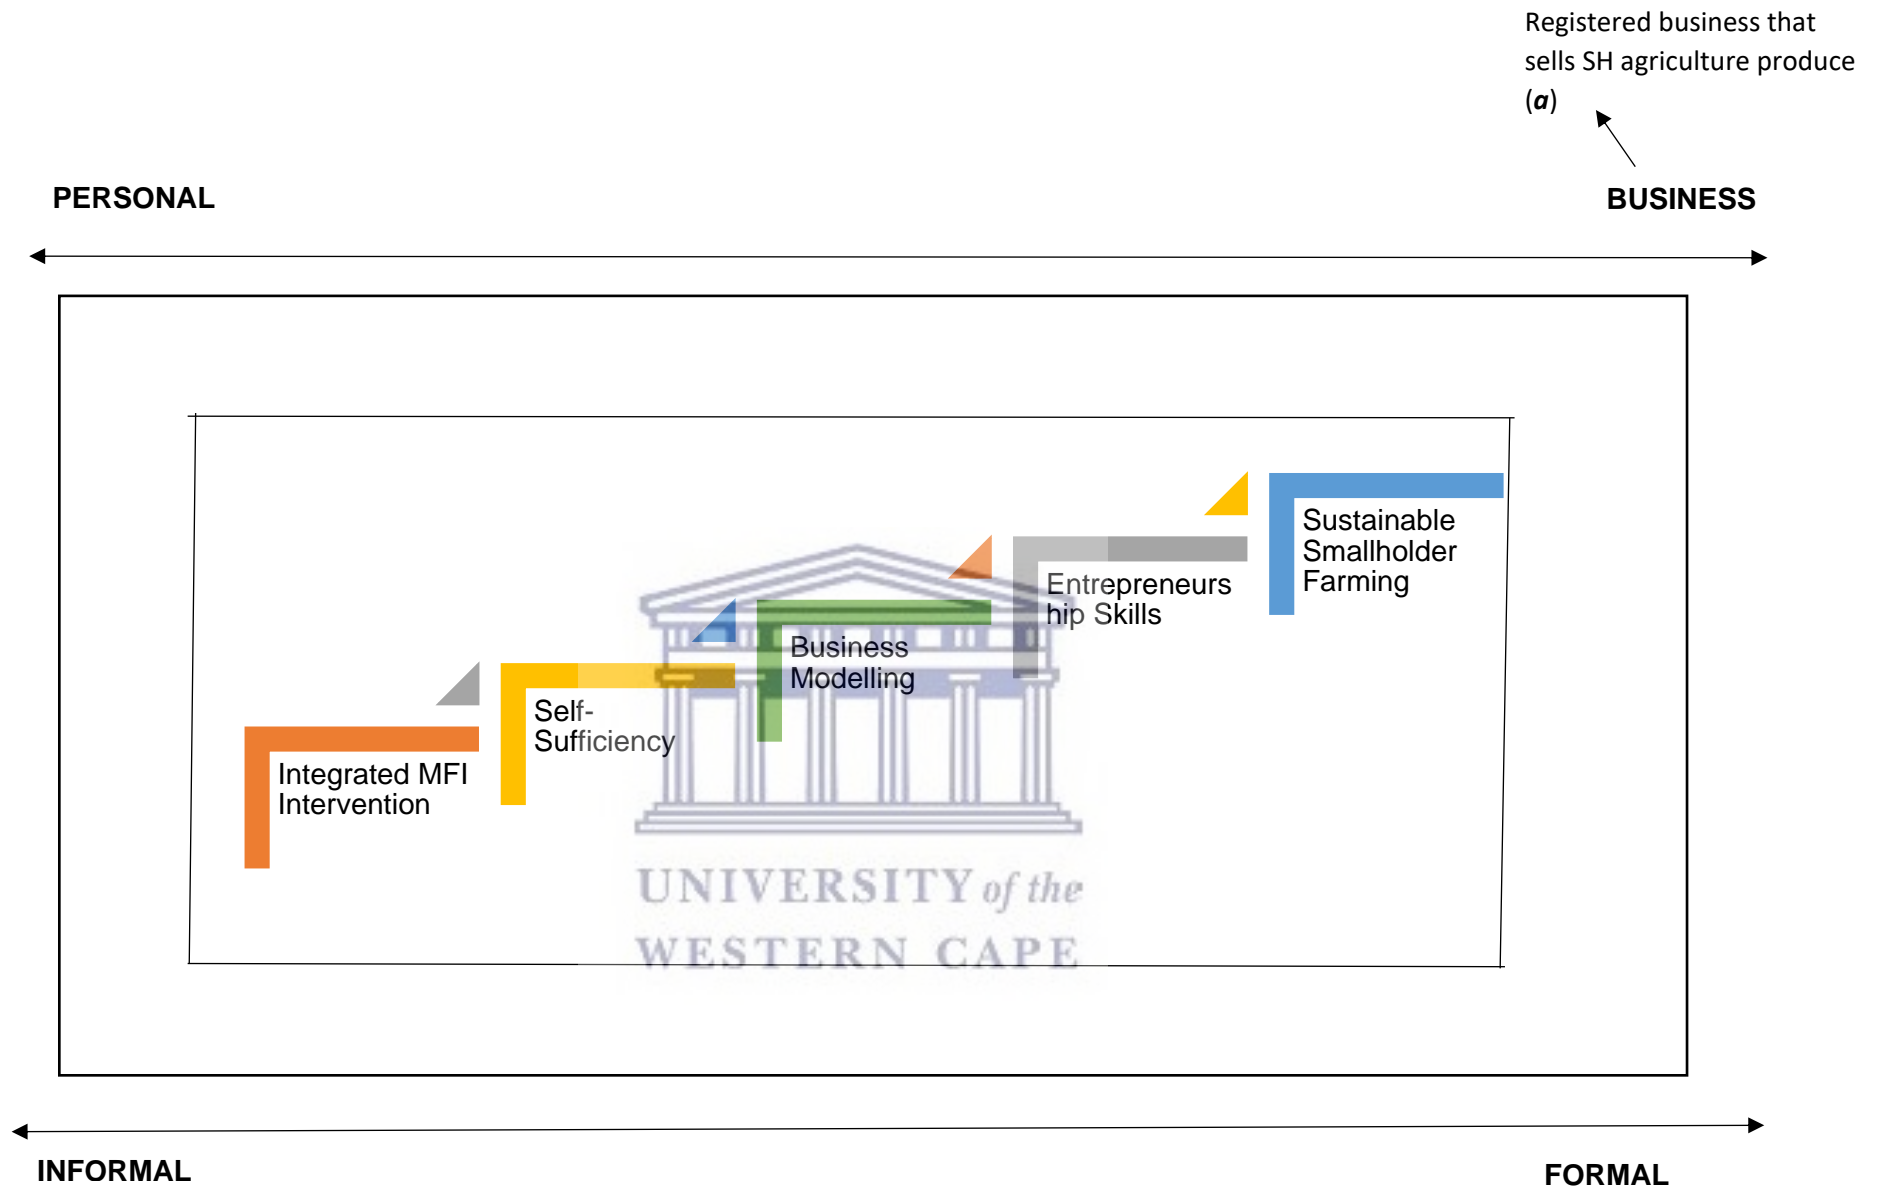 Registered business that
sells SH agriculture produce
(a)
PERSONAL
BUSINESS
Sustainable
Smallholder
Farming
Entrepreneurs
hip Skills
Business
Modelling
Self-
Sufficiency
Integrated MFI
Intervention
UNIVERSITY of the
WESTERN CAPE
INFORMAL
FORMAL